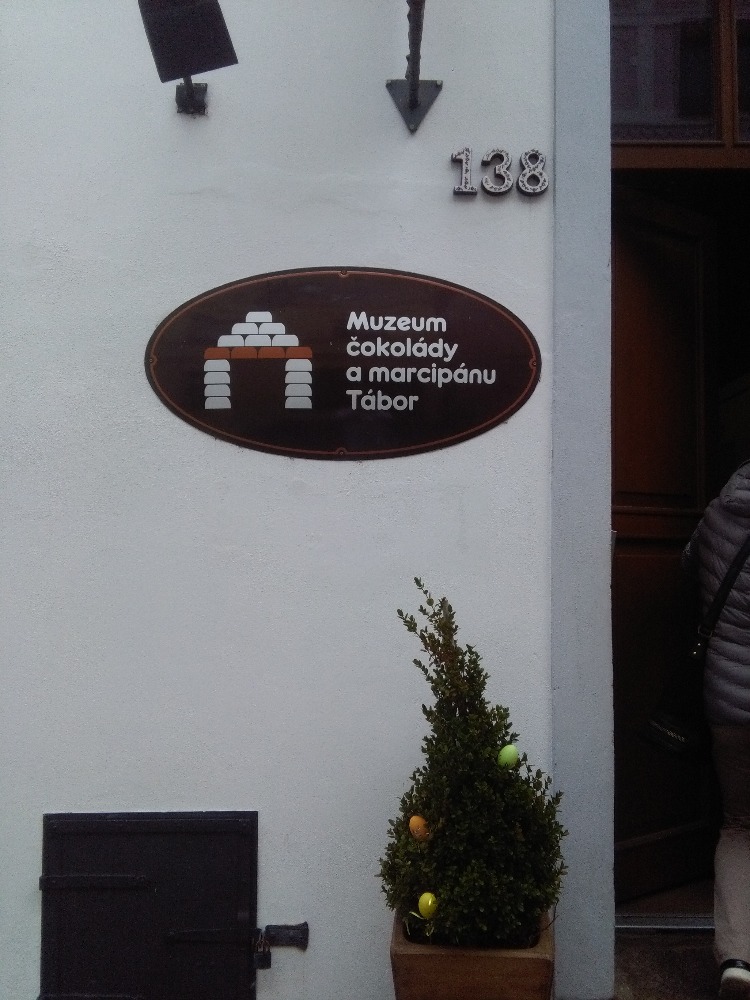 138
Muzeum
čokolády
a marcipánu
Tábor